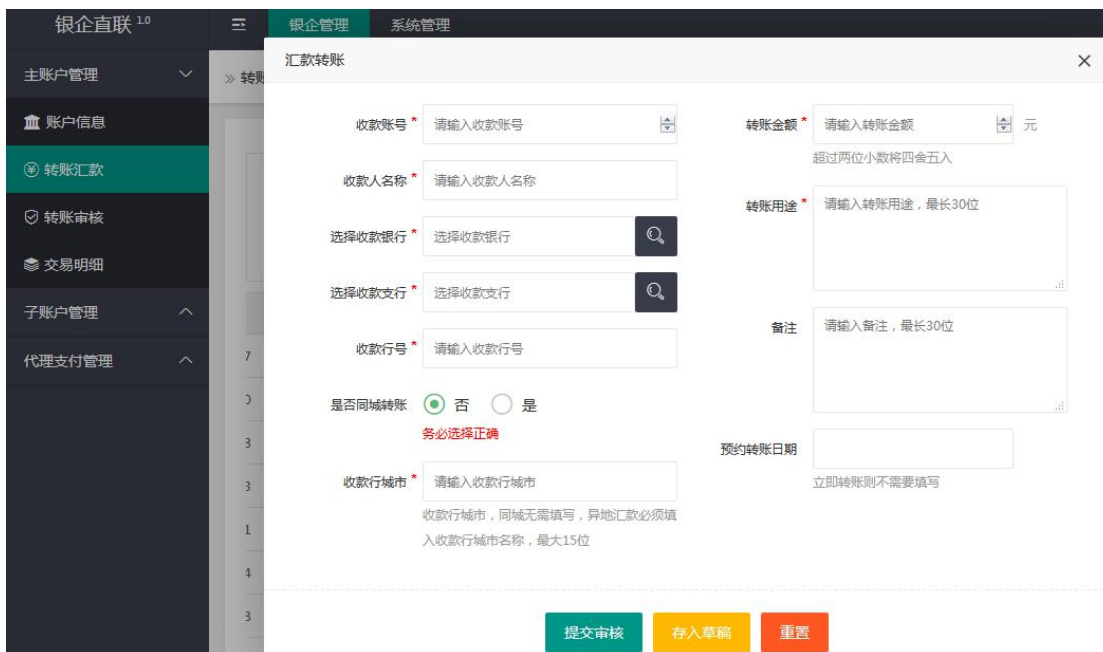 银企直联 1.0
银企管理
系统管理
主账户管理
账户信息
转账汇款
转账审核
交易明细
子账户管理
代理支付管理
» 转账
汇款转账
收款账号 *
请输入收款账号
收款人名称 *
请输入收款人名称
选择收款银行 *
选择收款银行
选择收款支行 *
选择收款支行
收款行号 *
请输入收款行号
是否同城转账
否
是
务必选择正确
收款行城市 *
请输入收款行城市
收款行城市，同城无需填写，异地汇款必须填
入收款行城市名称，最大15位
转账金额 *
请输入转账金额
元
超过两位小数将四舍五入
转账用途 *
请输入转账用途，最长30位
备注
请输入备注，最长30位
预约转账日期
立即转账则不需要填写
7
0
3
3
1
4
3
提交审核
存入草稿
重置